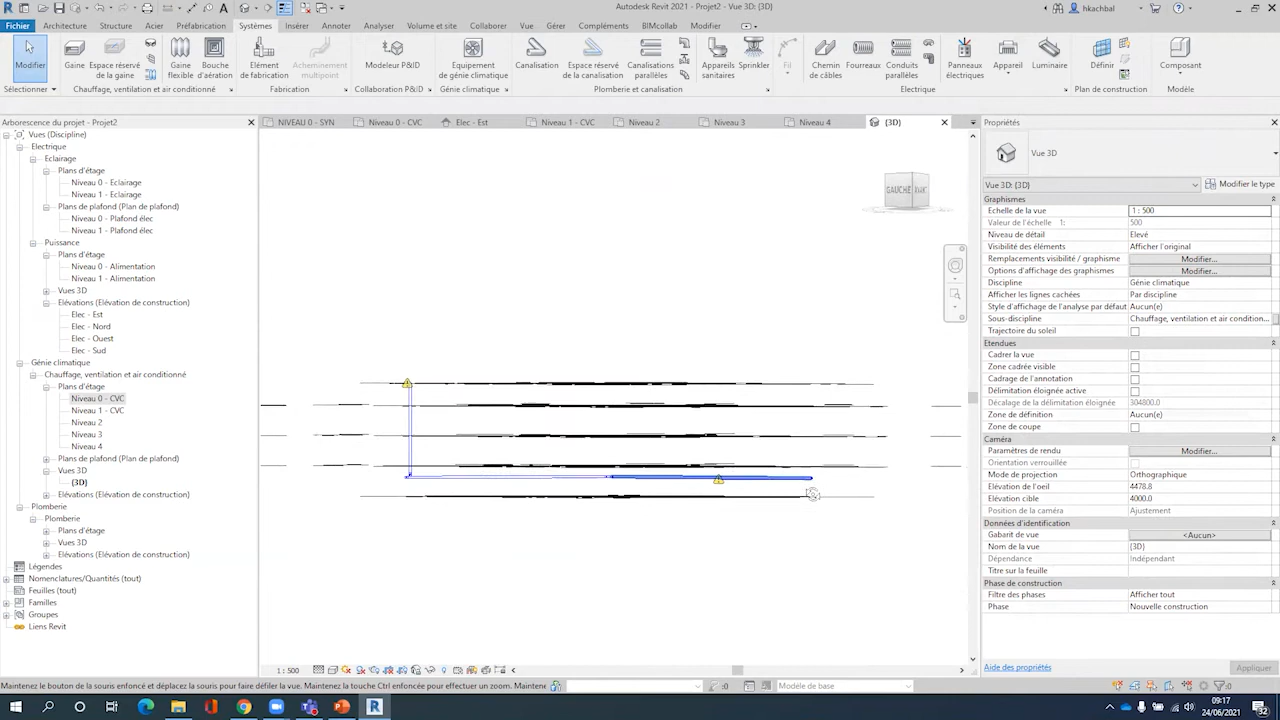 Autodesk Revit 2021 - Projet2 - Vue 3D: {3D}
hkachbal
Fichier Architecture Structure Acier Préfabrication Systèmes Insérer Annoter Analyser Volume et site Collaborer Vue Gérer Compléments BIMcollab Modifier
Modifier
Gaine
Espace réservé de la gaine
Gaine flexible
Bouche d'aération
Elément de fabrication
Acheminement multipoint
Modeleur P&ID
Equipement de génie climatique
Canalisation
Espace réservé de la canalisation
Canalisations parallèles
Appareils sanitaires
Sprinkler
Fil
Chemin de câbles
Fourreaux
Conduits parallèles
Panneaux électriques
Appareil
Luminaire
Définir
Composant
Sélectionner
Chauffage, ventilation et air conditionné
Fabrication
Collaboration P&ID
Génie climatique
Plomberie et canalisation
Electrique
Plan de construction
Modèle
Arborescence du projet - Projet2
Vues (Discipline)
Electrique
Eclairage
Plans d'étage
Niveau 0 - Eclairage
Niveau 1 - Eclairage
Plans de plafond (Plan de plafond)
Niveau 0 - Plafond élec
Niveau 1 - Plafond élec
Puissance
Plans d'étage
Niveau 0 - Alimentation
Niveau 1 - Alimentation
Vues 3D
Elévations (Elévation de construction)
Elec - Est
Elec - Nord
Elec - Ouest
Elec - Sud
Génie climatique
Chauffage, ventilation et air conditionné
Plans d'étage
Niveau 0 - CVC
Niveau 1 - CVC
Niveau 2
Niveau 3
Niveau 4
Plans de plafond (Plan de plafond)
Vues 3D
{3D}
Elévations (Elévation de construction)
Plomberie
Plomberie
Plans d'étage
Vues 3D
Elévations (Elévation de construction)
Légendes
Nomenclatures/Quantités (tout)
Feuilles (tout)
Familles
Groupes
Liens Revit
NIVEAU 0 - SYN
Niveau 0 - CVC
Elec - Est
Niveau 1 - CVC
Niveau 2
Niveau 3
Niveau 4
{3D}
GAUCHE
1 : 500
Propriétés
Vue 3D
Vue 3D: {3D}
Modifier le type
Graphismes
Echelle de la vue 1 : 500
Valeur de l'échelle 1: 500
Niveau de détail Elevé
Visibilité des éléments Afficher l'original
Remplacements visibilité / graphisme Modifier...
Options d'affichage des graphismes Modifier...
Discipline Génie climatique
Afficher les lignes cachées Par discipline
Style d'affichage de l'analyse par défaut Aucun(e)
Sous-discipline Chauffage, ventilation et air condition...
Trajectoire du soleil
Etendues
Cadrer la vue
Zone cadrée visible
Cadrage de l'annotation
Délimitation éloignée active
Décalage de la délimitation éloignée 304800.0
Zone de définition Aucun(e)
Zone de coupe
Caméra
Paramètres de rendu Modifier...
Orientation verrouillée
Mode de projection Orthographique
Elévation de l'oeil 4478.8
Elévation cible 4000.0
Position de la caméra Ajustement
Données d'identification
Gabarit de vue <Aucun>
Nom de la vue {3D}
Dépendance Indépendant
Titre sur la feuille
Phase de construction
Filtre des phases Afficher tout
Phase Nouvelle construction
Aide des propriétés
Appliquer
Maintenez le bouton de la souris enfoncé et déplacez la souris pour faire défiler la vue. Maintenez la touche Ctrl enfoncée pour effectuer un zoom. Maintene
:0
Modèle de base
:0
09:17
24/05/2021